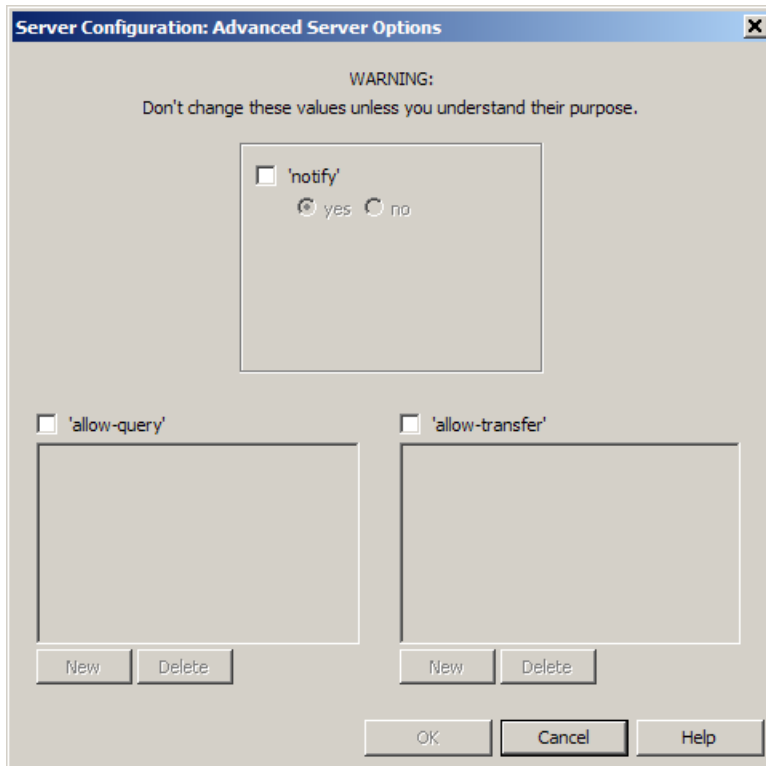 Server Configuration: Advanced Server Options
WARNING:
Don't change these values unless you understand their purpose.
'notify'
yes no
'allow-query' 'allow-transfer'
New Delete New Delete
OK Cancel Help